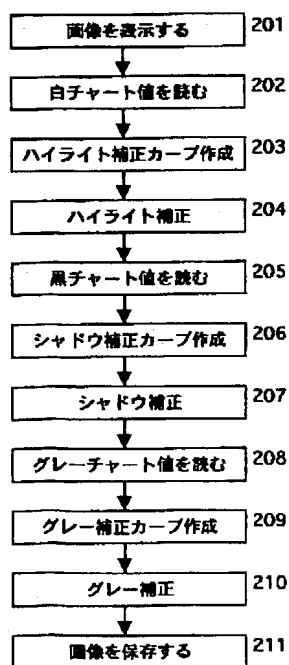 画像を表示する 201
白チャート値を読む 202
ハイライト補正カーブ作成 203
ハイライト補正 204
黒チャート値を読む 205
シャドウ補正カーブ作成 206
シャドウ補正 207
グレーチャート値を読む 208
グレー補正カーブ作成 209
グレー補正 210
画像を保存する 211